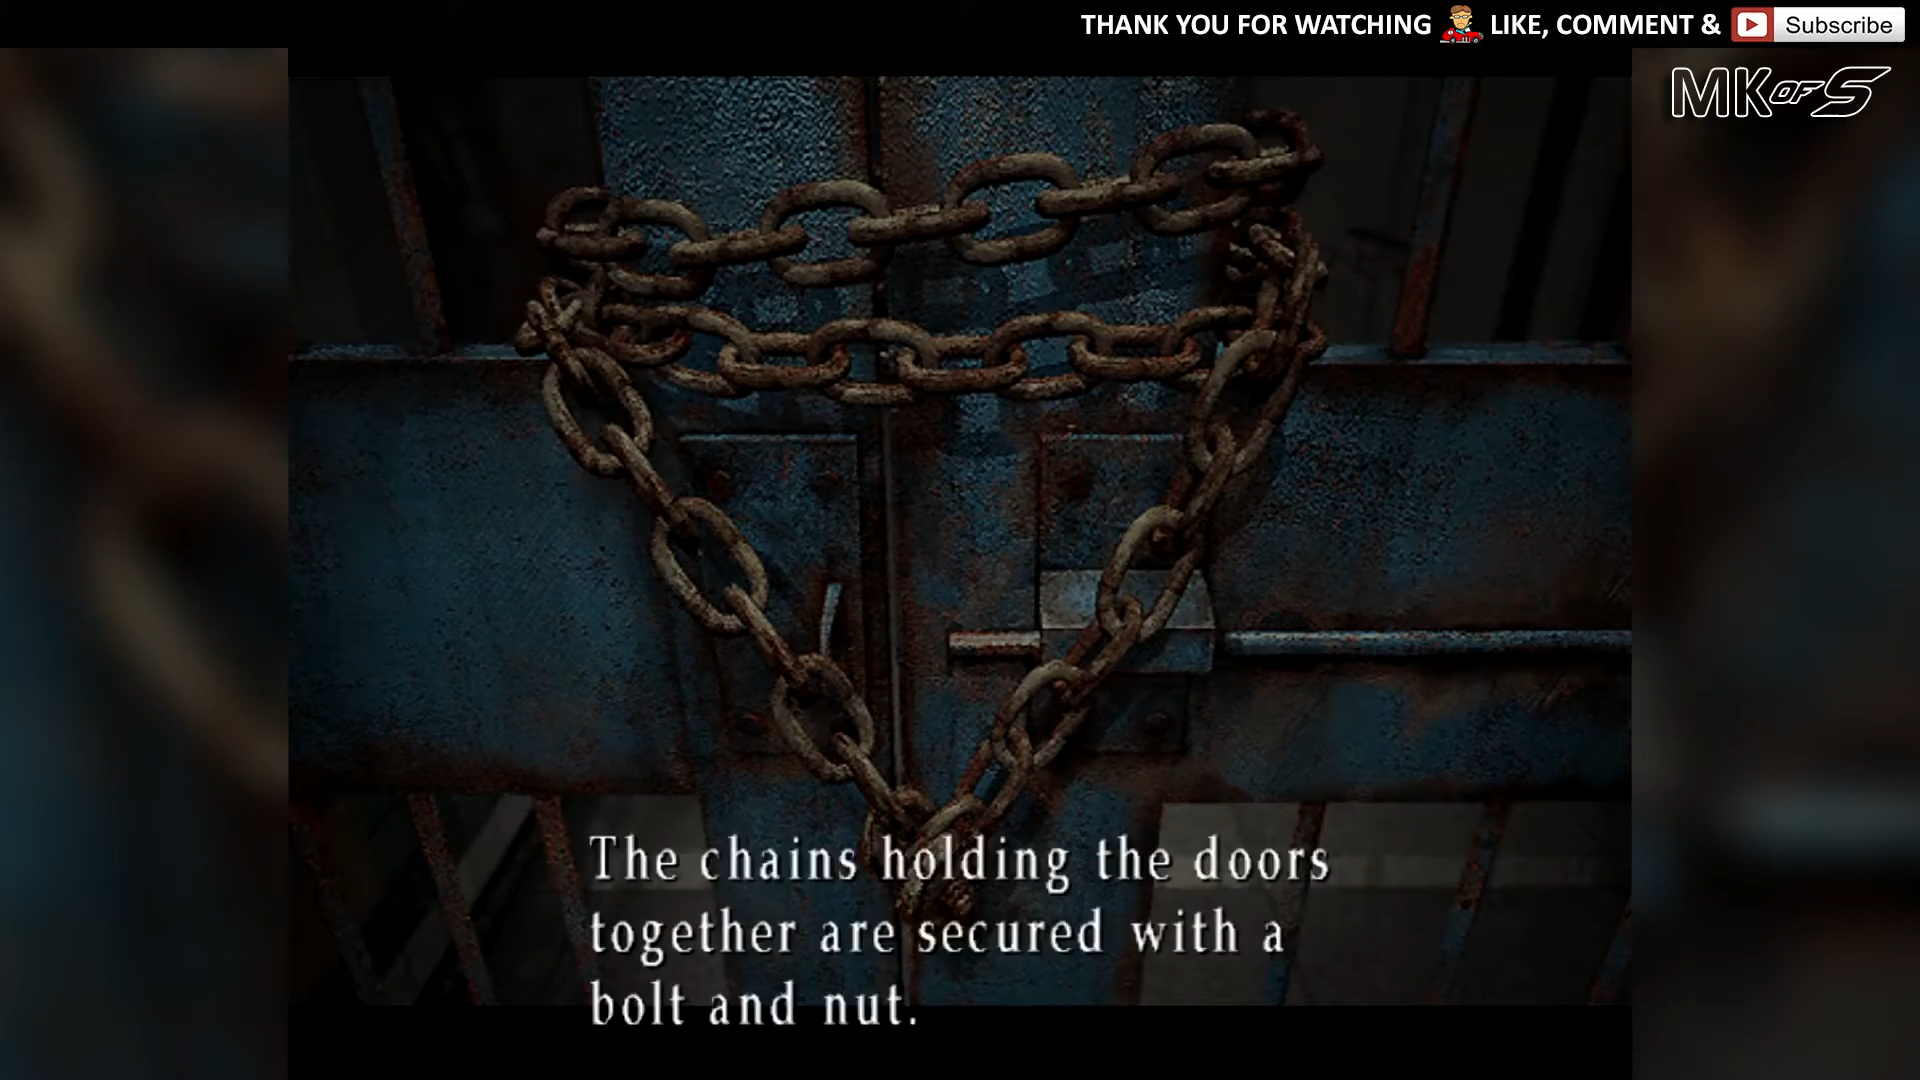 THANK YOU FOR WATCHING LIKE, COMMENT & Subscribe
MK OF S
The chains holding the doors
together are secured with a
bolt and nut.